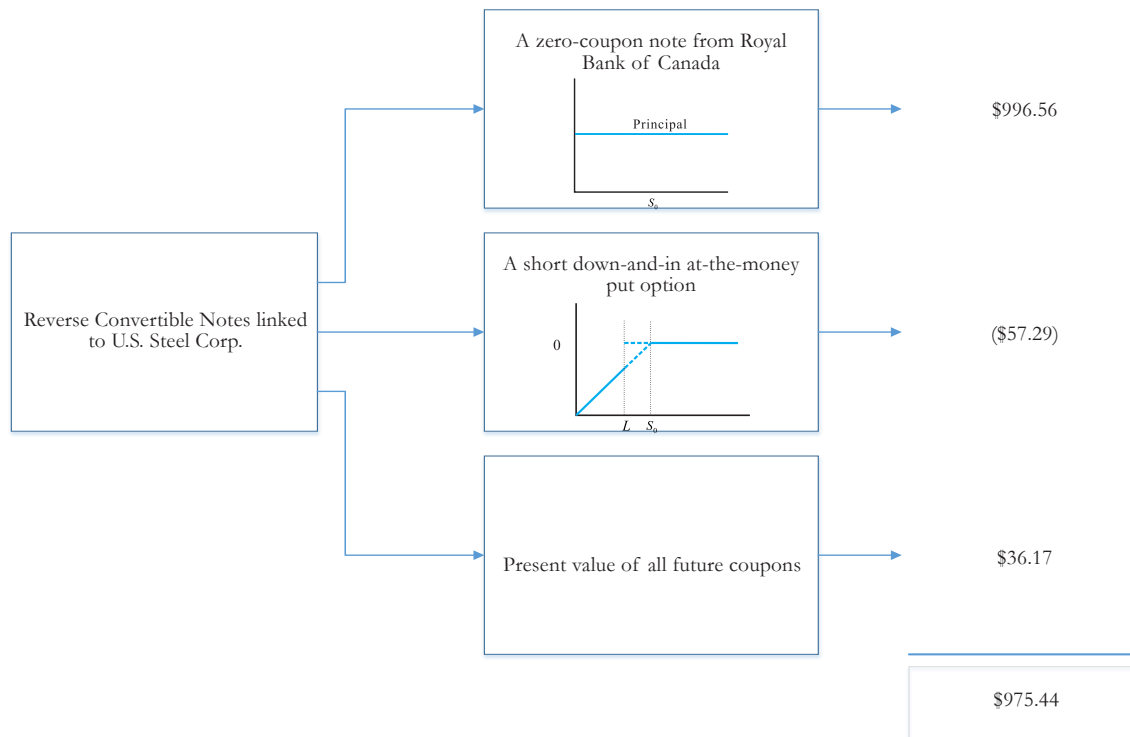 A zero-coupon note from Royal
Bank of Canada
Principal
S₀
$996.56
Reverse Convertible Notes linked
to U.S. Steel Corp.
A short down-and-in at-the-money
put option
0
L S₀
($57.29)
Present value of all future coupons
$36.17
$975.44